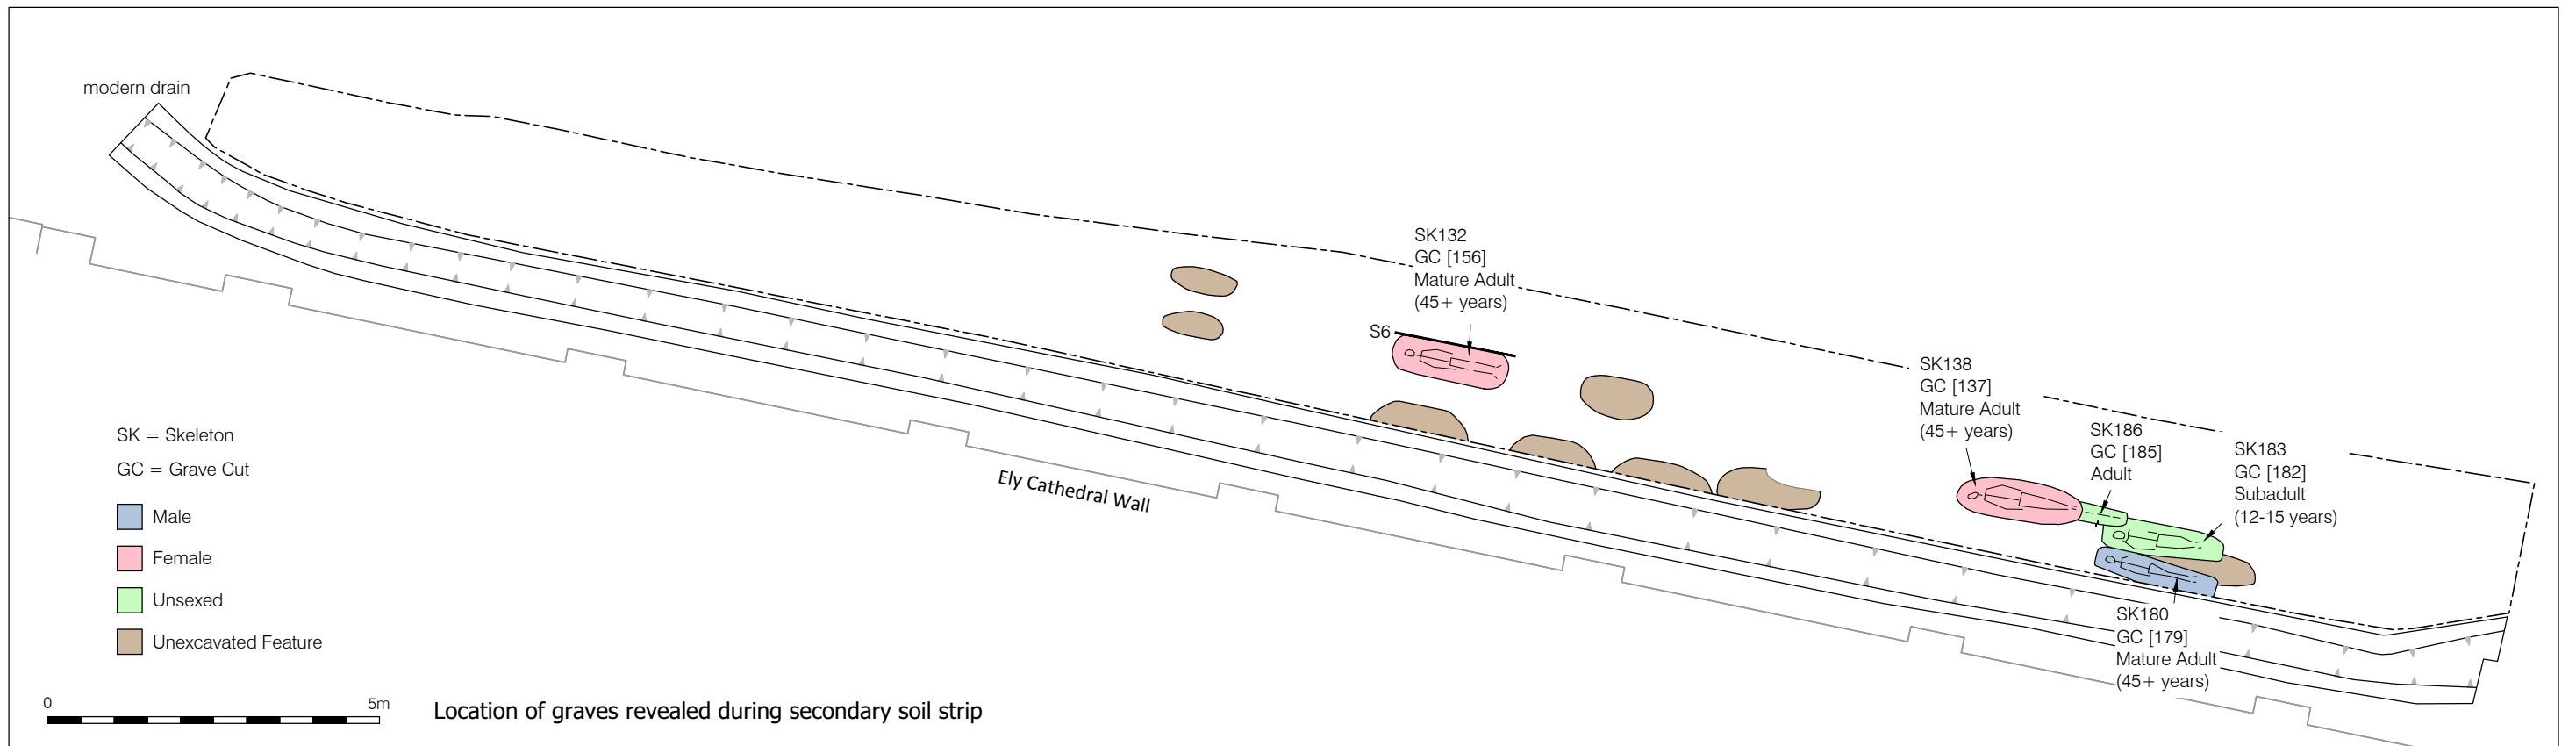 modern drain
SK132
GC [156]
Mature Adult
(45+ years)
S6
SK138
GC [137]
Mature Adult
(45+ years)
SK186
GC [185]
Adult
SK183
GC [182]
Subadult
(12-15 years)
SK = Skeleton
GC = Grave Cut
Male
Female
Unsexed
Unexcavated Feature
Ely Cathedral Wall
SK180
GC [179]
Mature Adult
(45+ years)
0 5m
Location of graves revealed during secondary soil strip